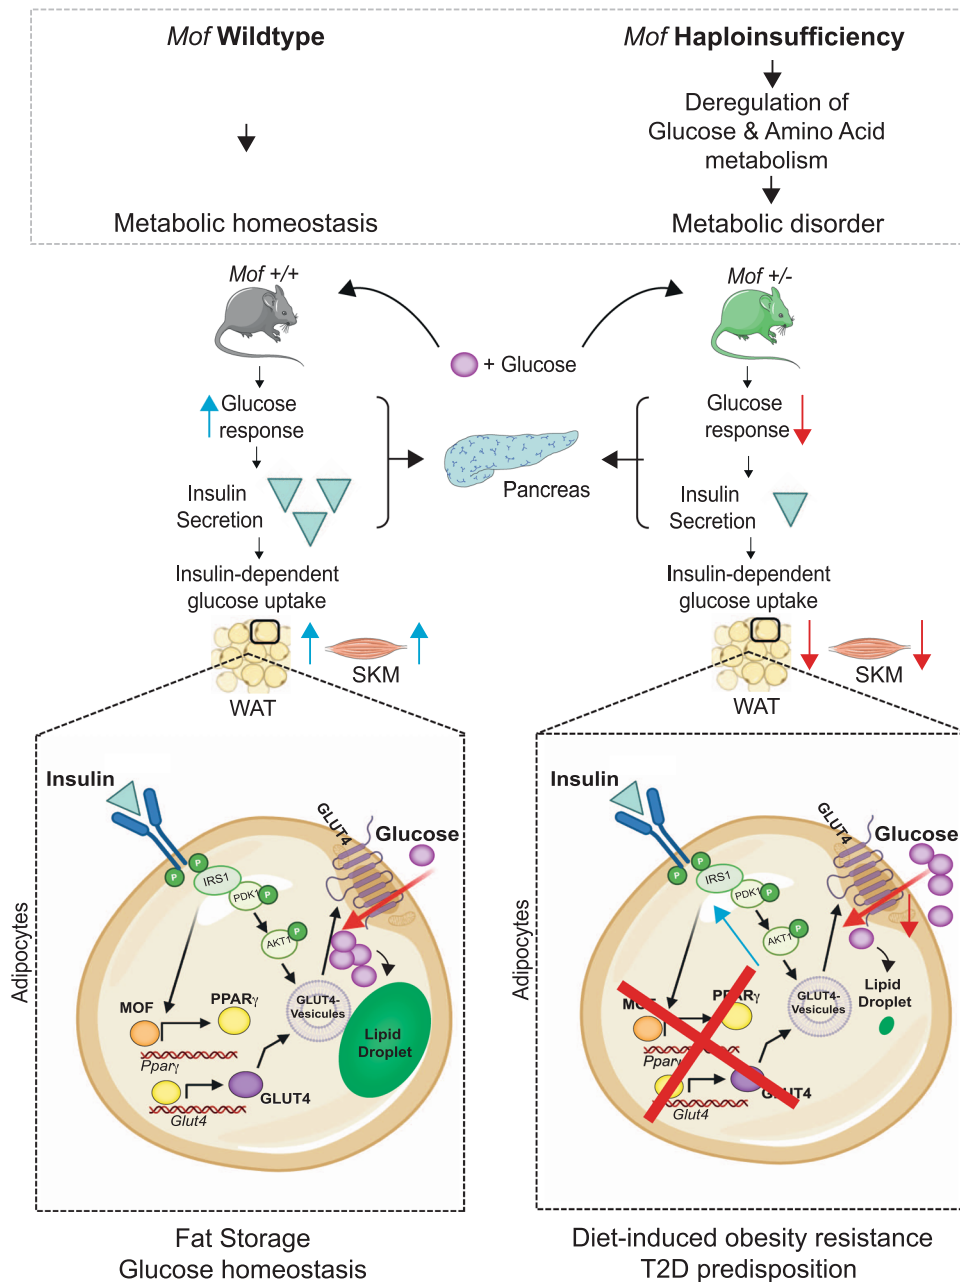 Mof Wildtype
Metabolic homeostasis
Mof Haploinsufficiency
Deregulation of
Glucose & Amino Acid
metabolism
Metabolic disorder
Mof +/+
Mof +/-
+ Glucose
Glucose
response
Insulin
Secretion
Insulin-dependent
glucose uptake
WAT
SKM
Pancreas
Glucose
response
Insulin
Secretion
Insulin-dependent
glucose uptake
WAT
SKM
Adipocytes
Insulin
P
P
IRS1
PDK1
P
AKT1
P
GLUT4
Glucose
MOF
PPARγ
Pparγ
GLUT4-
Vesicules
Lipid
Droplet
GLUT4
Glut4
Fat Storage
Glucose homeostasis
Adipocytes
Insulin
P
P
IRS1
PDK1
P
AKT1
P
GLUT4
Glucose
MOF
PPARγ
Pparγ
GLUT4-
Vesicules
Lipid
Droplet
GLUT4
Glut4
Diet-induced obesity resistance
T2D predisposition